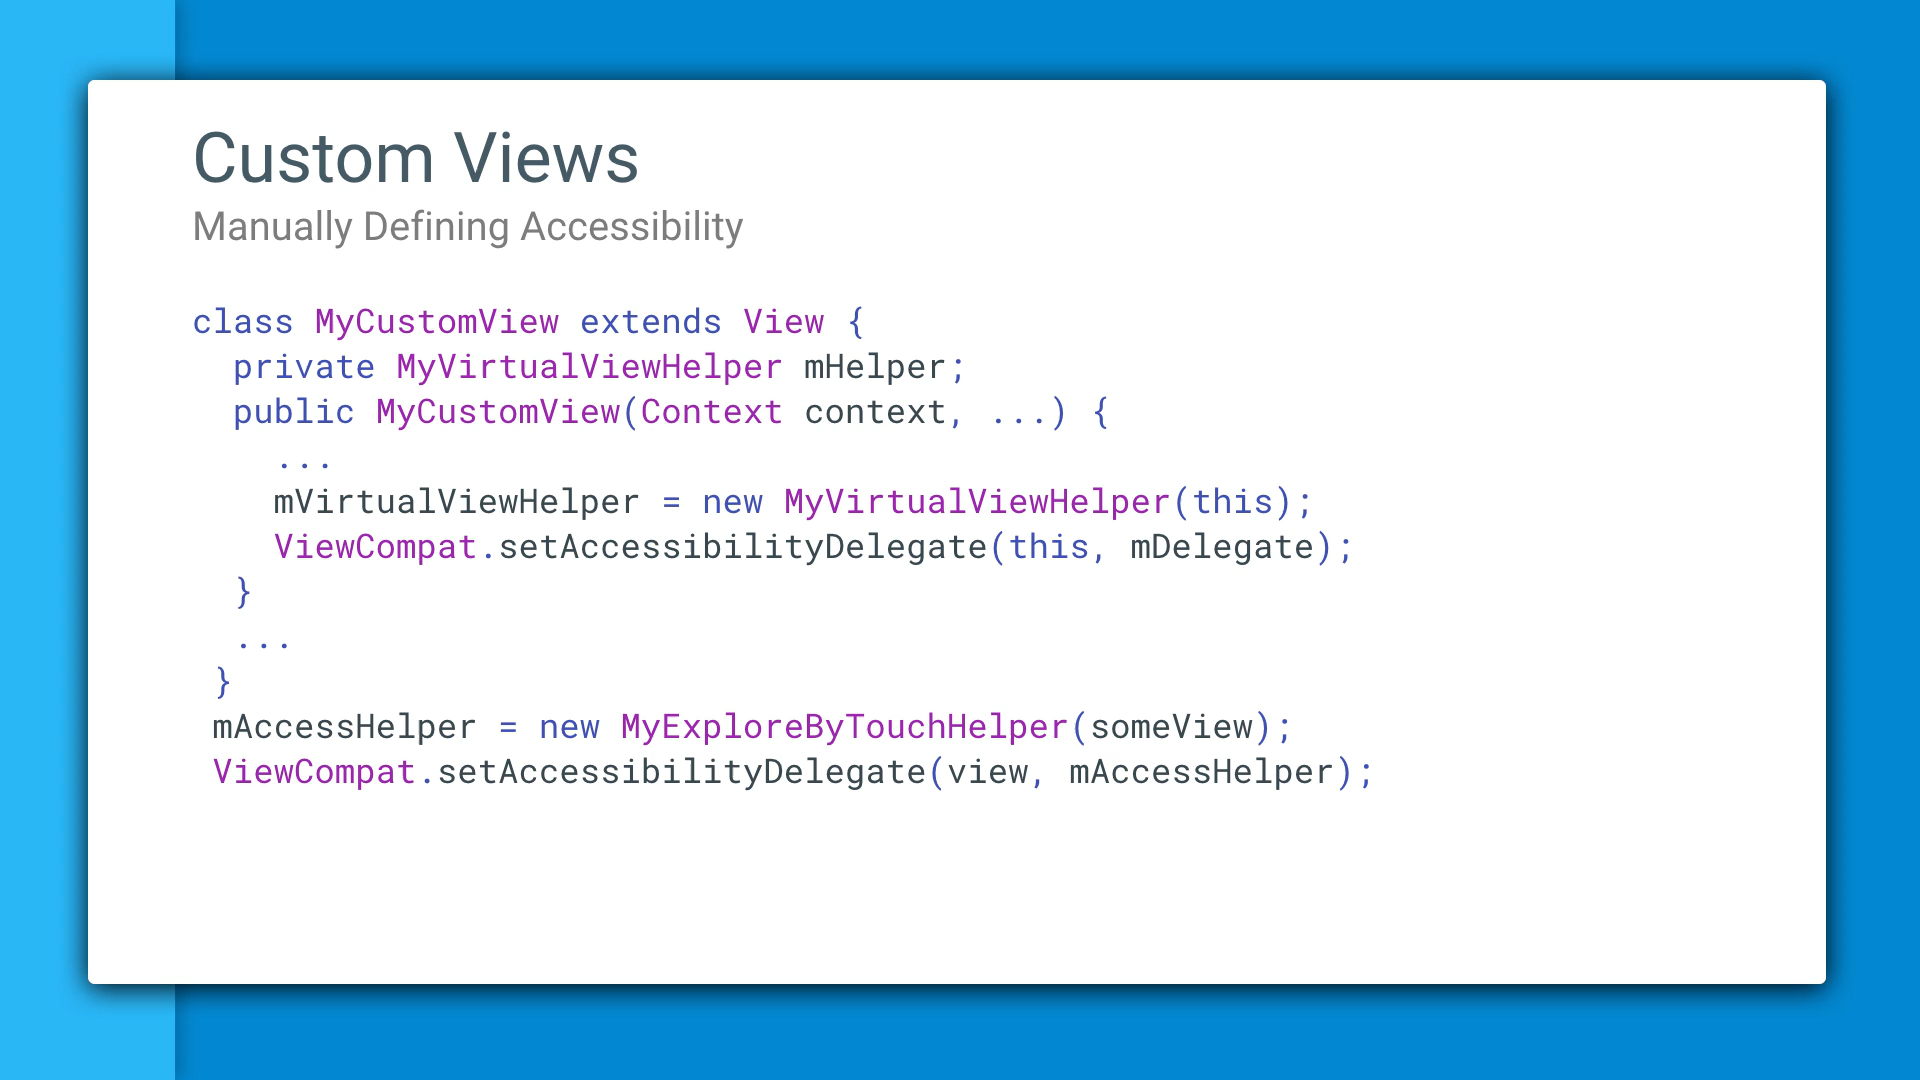 Custom Views
Manually Defining Accessibility
class MyCustomView extends View {
  private MyVirtualViewHelper mHelper;
  public MyCustomView(Context context, ...) {
    ...
    mVirtualViewHelper = new MyVirtualViewHelper(this);
    ViewCompat.setAccessibilityDelegate(this, mDelegate);
  }
  ...
 }
 mAccessHelper = new MyExploreByTouchHelper(someView);
 ViewCompat.setAccessibilityDelegate(view, mAccessHelper);